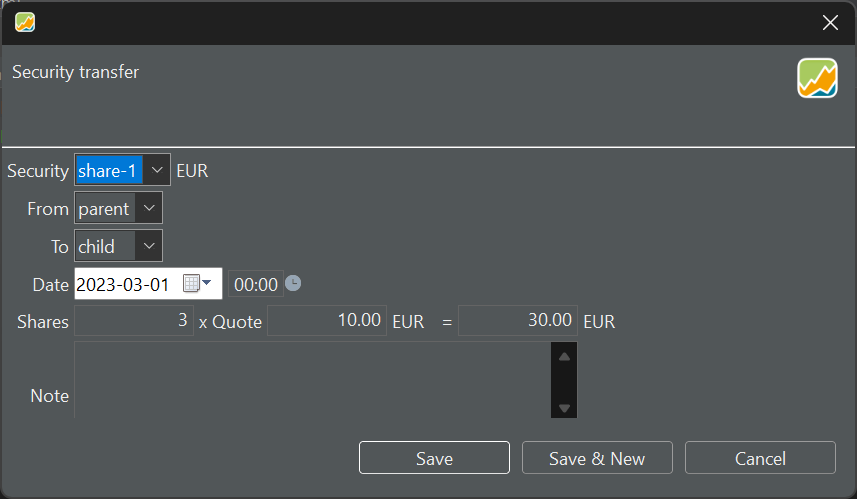 Security transfer
Security share-1 EUR
From parent
To child
Date 2023-03-01 00:00
Shares 3 x Quote 10.00 EUR = 30.00 EUR
Note
Save Save & New Cancel